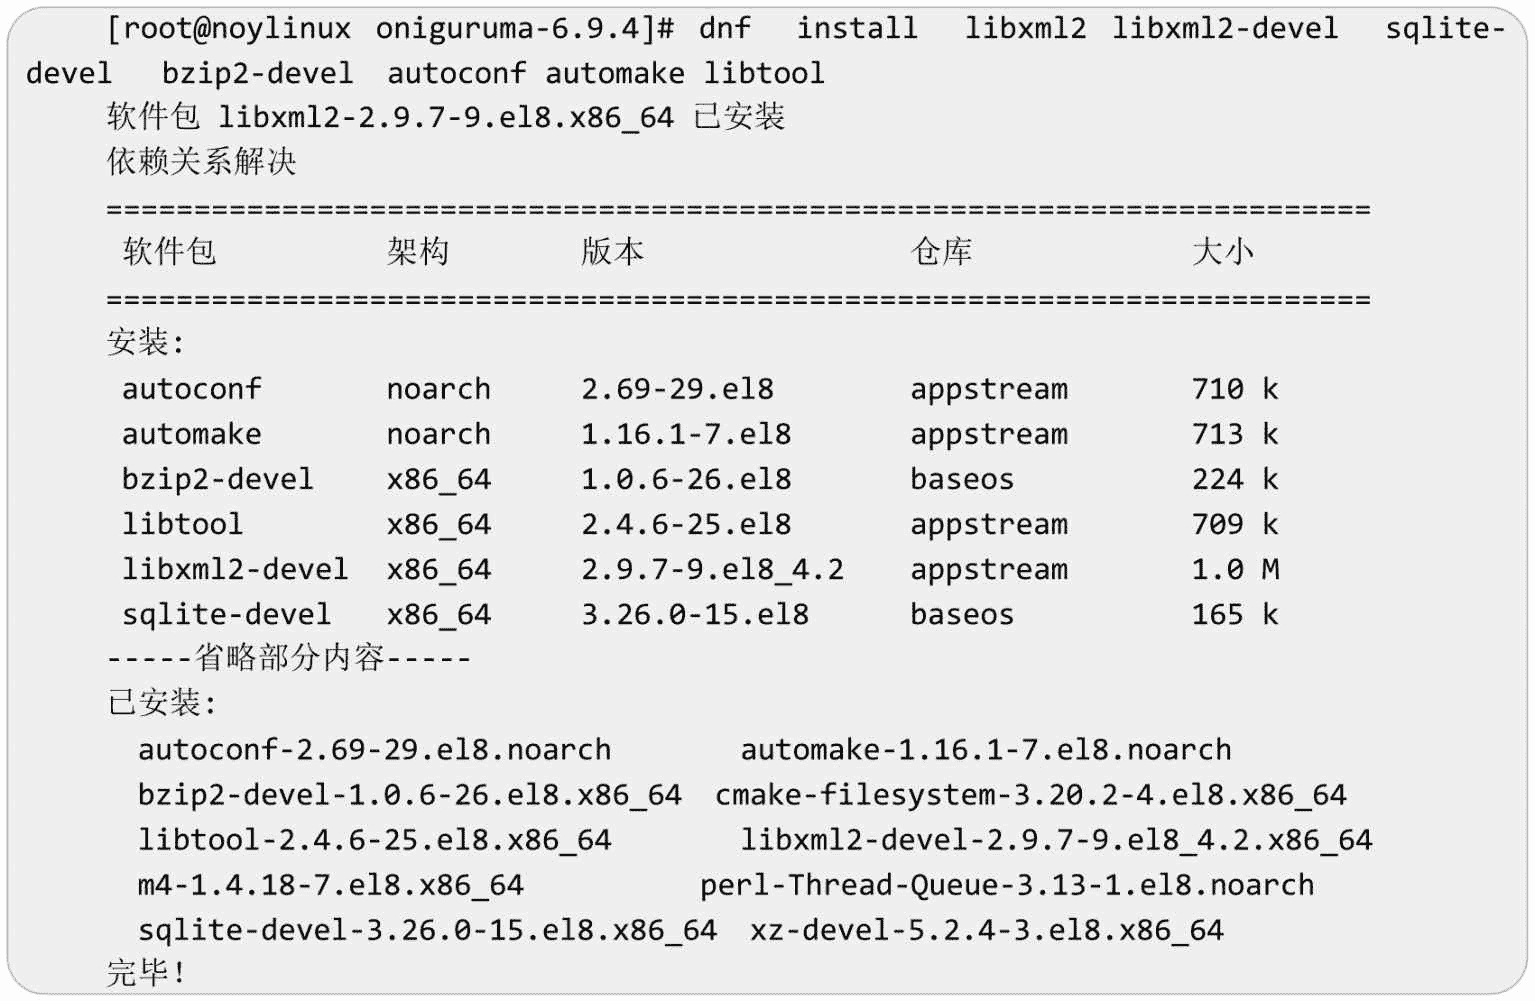 [root@noylinux oniguruma-6.9.4]# dnf install libxml2 libxml2-devel sqlite-
devel bzip2-devel autoconf automake libtool
软件包 libxml2-2.9.7-9.el8.x86_64 已安装
依赖关系解决
========================================================================
软件包 架构 版本 仓库 大小
========================================================================
安装:
autoconf noarch 2.69-29.el8 appstream 710 k
automake noarch 1.16.1-7.el8 appstream 713 k
bzip2-devel x86_64 1.0.6-26.el8 baseos 224 k
libtool x86_64 2.4.6-25.el8 appstream 709 k
libxml2-devel x86_64 2.9.7-9.el8_4.2 appstream 1.0 M
sqlite-devel x86_64 3.26.0-15.el8 baseos 165 k
-----省略部分内容-----
已安装:
autoconf-2.69-29.el8.noarch automake-1.16.1-7.el8.noarch
bzip2-devel-1.0.6-26.el8.x86_64 cmake-filesystem-3.20.2-4.el8.x86_64
libtool-2.4.6-25.el8.x86_64 libxml2-devel-2.9.7-9.el8_4.2.x86_64
m4-1.4.18-7.el8.x86_64 perl-Thread-Queue-3.13-1.el8.noarch
sqlite-devel-3.26.0-15.el8.x86_64 xz-devel-5.2.4-3.el8.x86_64
完毕!